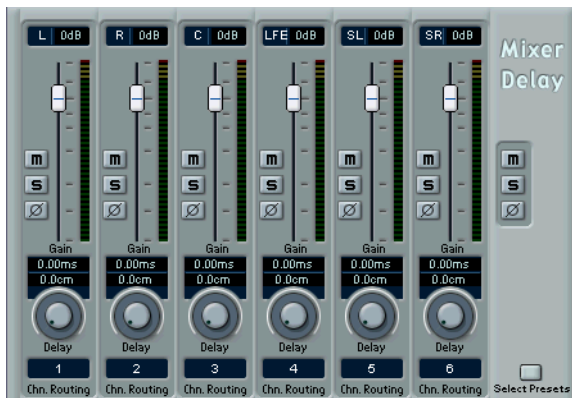 L 0dB R 0dB C 0dB LFE 0dB SL 0dB SR 0dB
Mixer
Delay
m m m m m m m
s s s s s s s
Ø Ø Ø Ø Ø Ø Ø
Gain Gain Gain Gain Gain Gain
0.00ms 0.00ms 0.00ms 0.00ms 0.00ms 0.00ms
0.0cm 0.0cm 0.0cm 0.0cm 0.0cm 0.0cm
Delay Delay Delay Delay Delay Delay
1 2 3 4 5 6
Chn. Routing Chn. Routing Chn. Routing Chn. Routing Chn. Routing Chn. Routing Select Presets